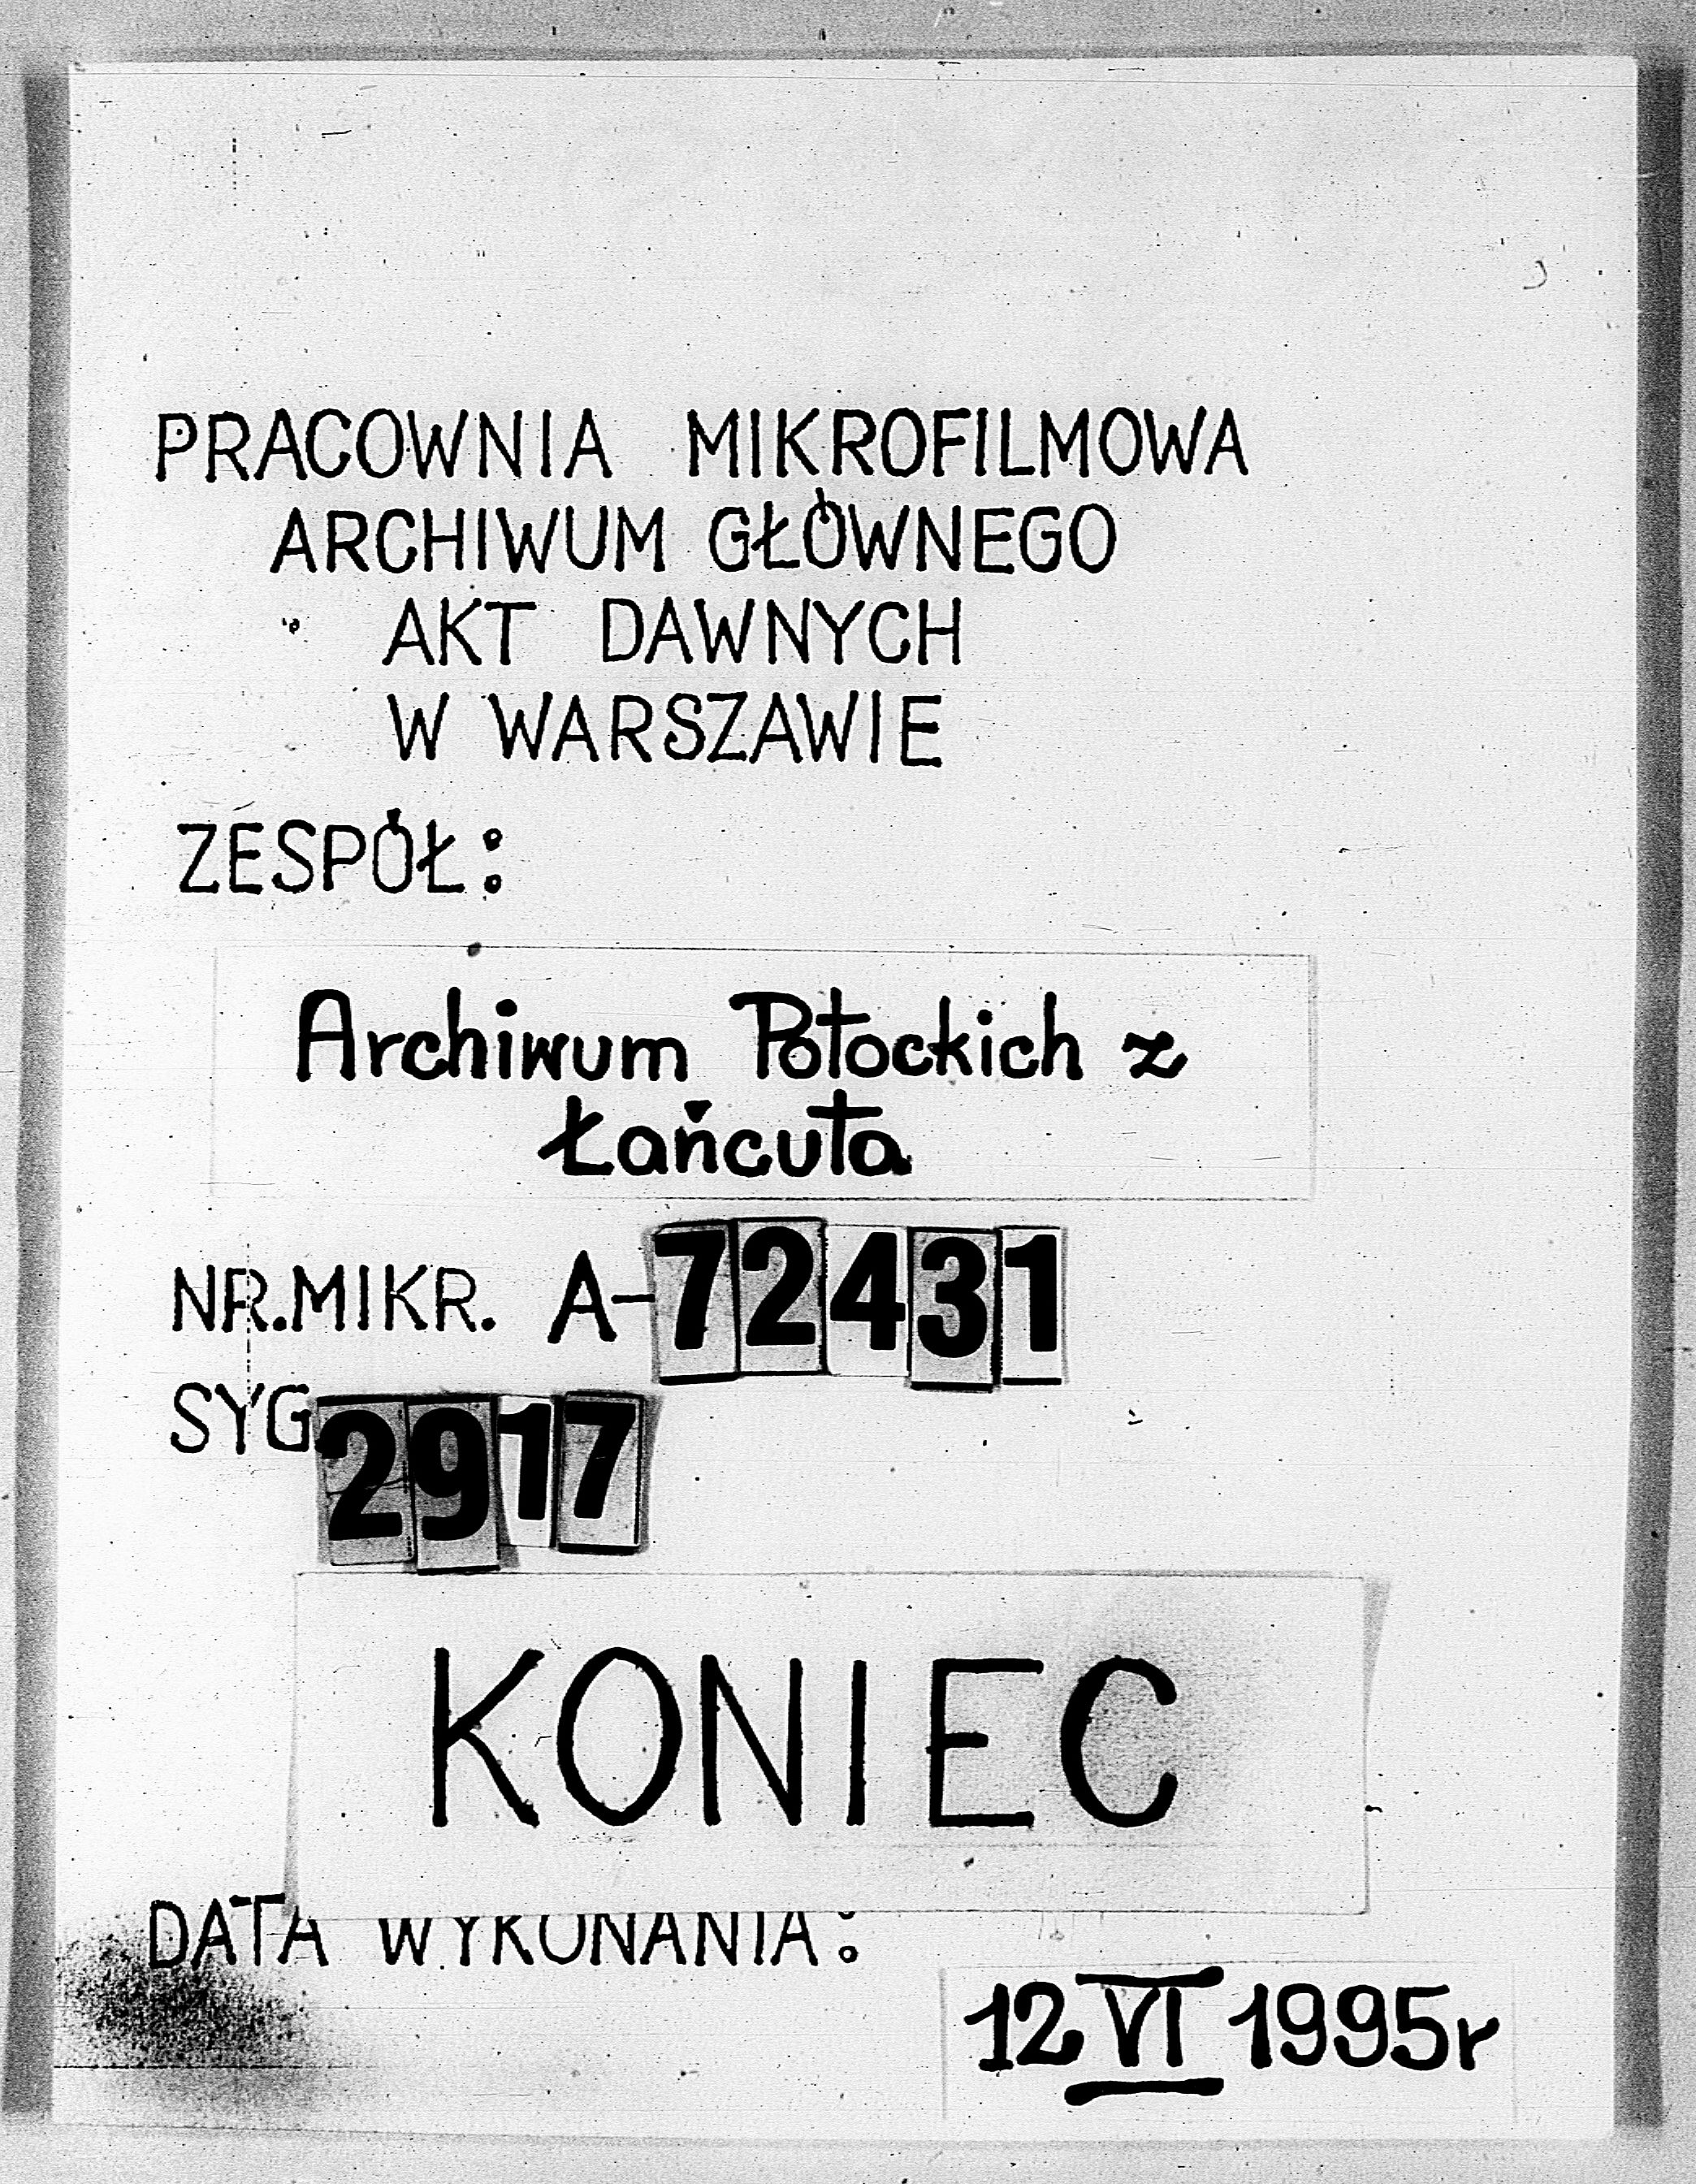 PRACOWNIA MIKROFILMOWA
ARCHIWUM GŁÓWNEGO
AKT DAWNYCH
W WARSZAWIE
ZESPÓŁ:
Archiwum Potockich z
Łańcuta
NR.MIKR. A-72431
SYG.2917
KONIEC
DATA WYKONANIA:
12 VI 1995r